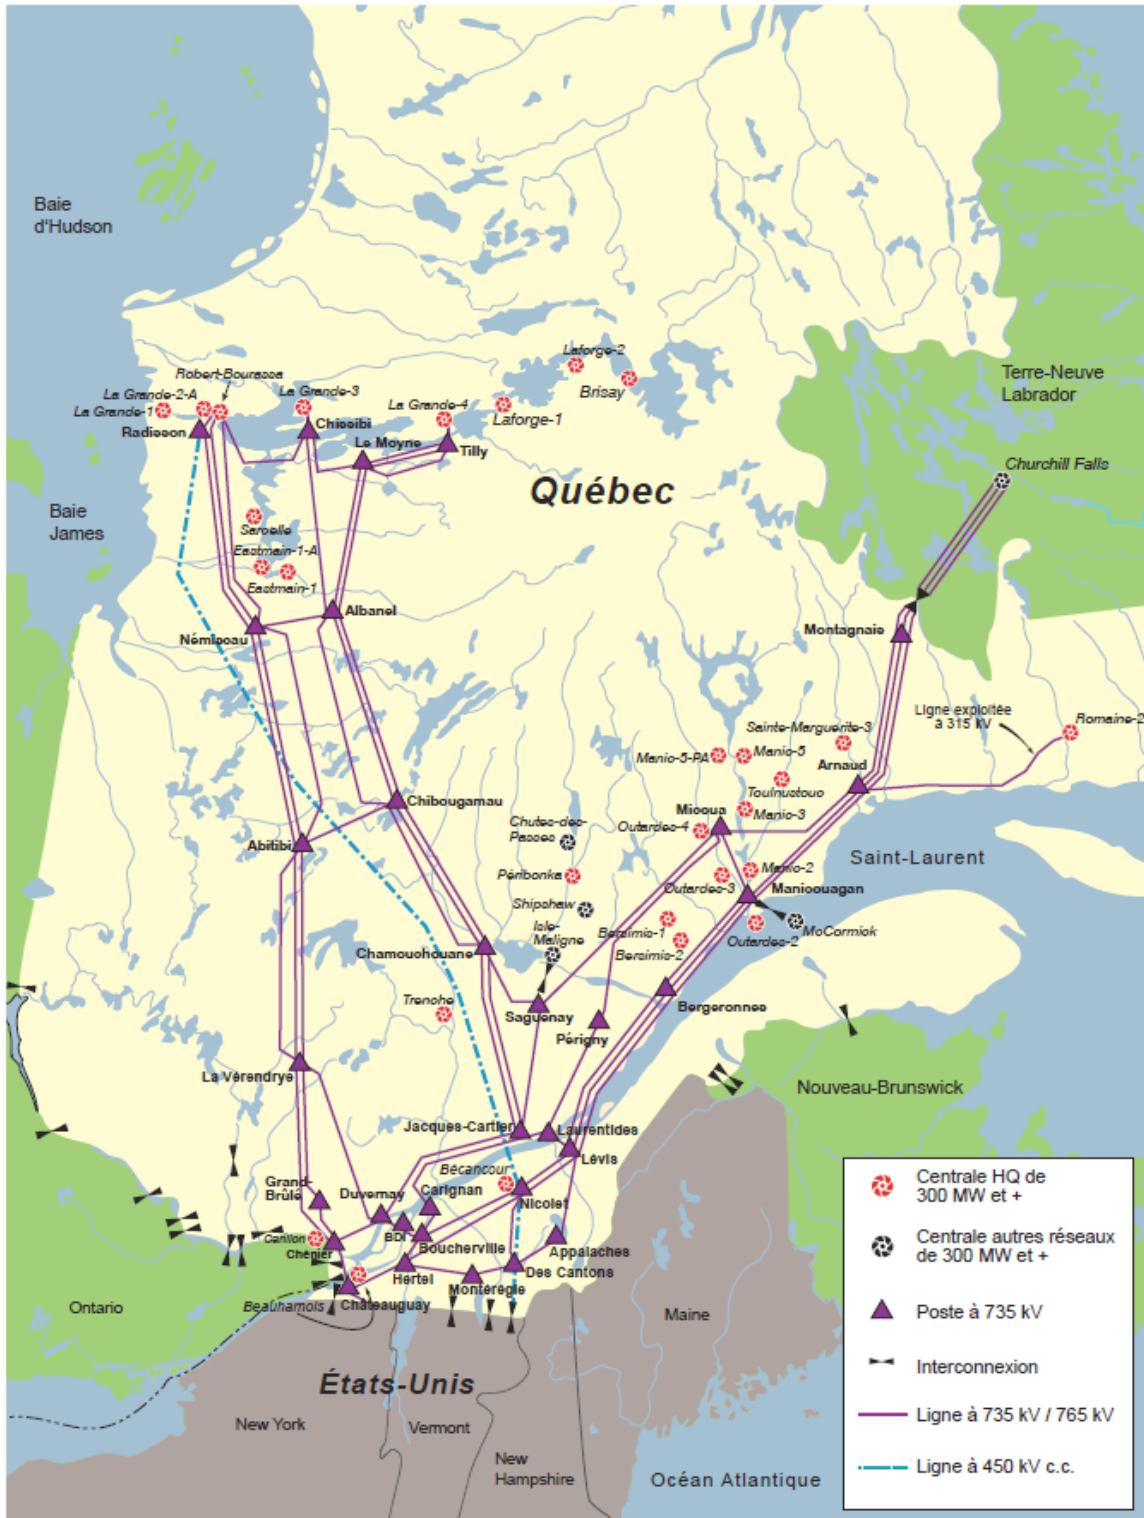 Baie
d'Hudson
Laforge-2
Brisay
Robert-Bourassa
La Grande-2-A
La Grande-1
La Grande-3
La Grande-4
Laforge-1
Radisson
Chissibi
Le Moyne
Tilly
Terre-Neuve
Labrador
Churchill Falls
Québec
Baie
James
Sarcelle
Eastmain-1-A
Eastmain-1
Albanel
Némiscau
Montagnais
Ligne exploitée
à 315 kV
Romaine-2
Sainte-Marguerite-3
Manic-5-PA
Manic-5
Arnaud
Toulnustouc
Chibougamau
Micoua
Manic-3
Chutes-des-
Passes
Outardes-4
Abitibi
Saint-Laurent
Péribonka
Manic-2
Outardes-3
Manicouagan
Shipshaw
Isle-
Maligne
Bersimis-1
Bersimis-2
Outardes-2
McCormick
Chamouchouane
Trenche
Saguenay
Périgny
Bergeronnes
La Vérendrye
Nouveau-Brunswick
Jacques-Cartier
Laurentides
Lévis
Bécancour
Grand-
Brûlé
Duvernay
Carignan
Nicolet
Carillon
Chénier
BDI
Boucherville
Appalaches
Hertel
Des Cantons
Montérégie
Beauharnois
Châteauguay
Ontario
Maine
États-Unis
New York
Vermont
New
Hampshire
Océan Atlantique
Centrale HQ de
300 MW et +
Centrale autres réseaux
de 300 MW et +
Poste à 735 kV
Interconnexion
Ligne à 735 kV / 765 kV
Ligne à 450 kV c.c.